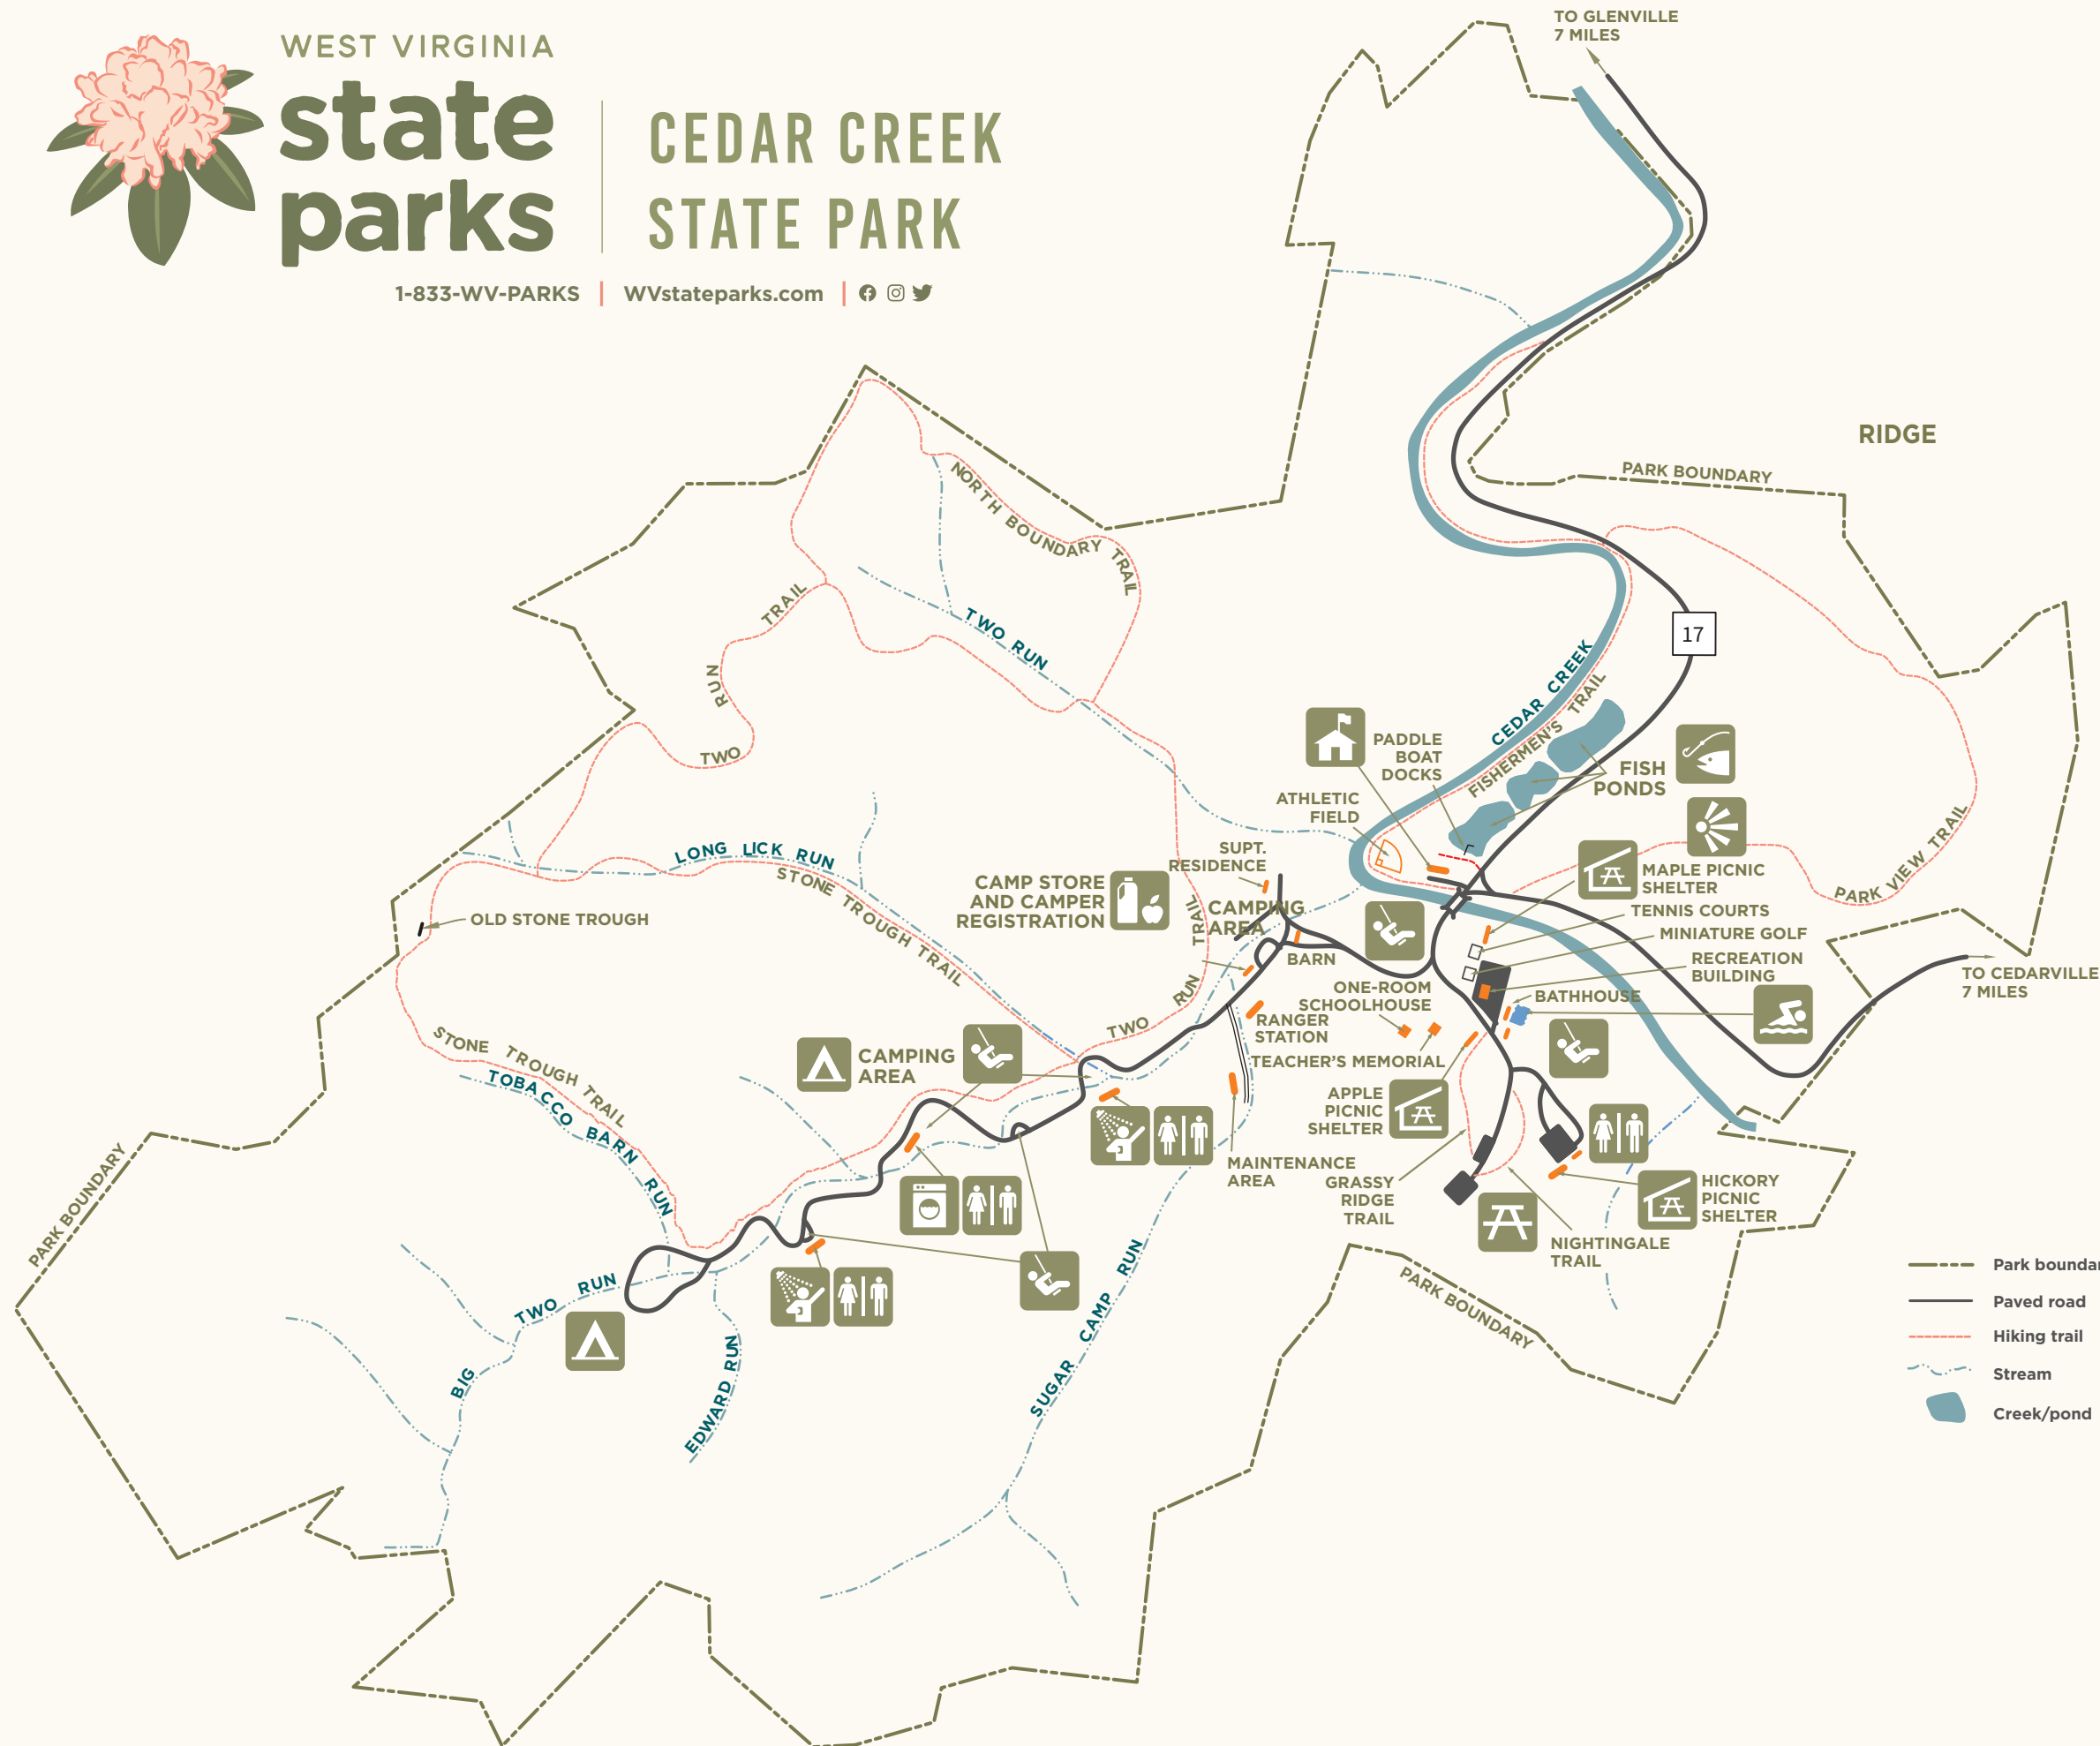 WEST VIRGINIA
state
parks
CEDAR CREEK
STATE PARK
1-833-WV-PARKS
WVstateparks.com
TO GLENVILLE
7 MILES
RIDGE
PARK BOUNDARY
NORTH BOUNDARY TRAIL
TWO RUN TRAIL
TWO RUN
17
CEDAR CREEK
FISHERMEN'S TRAIL
PADDLE
BOAT
DOCKS
FISH
PONDS
ATHLETIC
FIELD
SUPT.
RESIDENCE
LONG LICK RUN
STONE TROUGH TRAIL
CAMP STORE
AND CAMPER
REGISTRATION
CAMPING
AREA
MAPLE PICNIC
SHELTER
PARK VIEW TRAIL
TENNIS COURTS
MINIATURE GOLF
RECREATION
BUILDING
OLD STONE TROUGH
BARN
TWO RUN TRAIL
ONE-ROOM
SCHOOLHOUSE
BATHHOUSE
TO CEDARVILLE
7 MILES
RANGER
STATION
TEACHER'S MEMORIAL
STONE TROUGH TRAIL
TOBACCO BARN RUN
CAMPING
AREA
APPLE
PICNIC
SHELTER
MAINTENANCE
AREA
GRASSY
RIDGE
TRAIL
HICKORY
PICNIC
SHELTER
NIGHTINGALE
TRAIL
PARK BOUNDARY
BIG TWO RUN
EDWARD RUN
SUGAR CAMP RUN
PARK BOUNDARY
Park boundar
Paved road
Hiking trail
Stream
Creek/pond